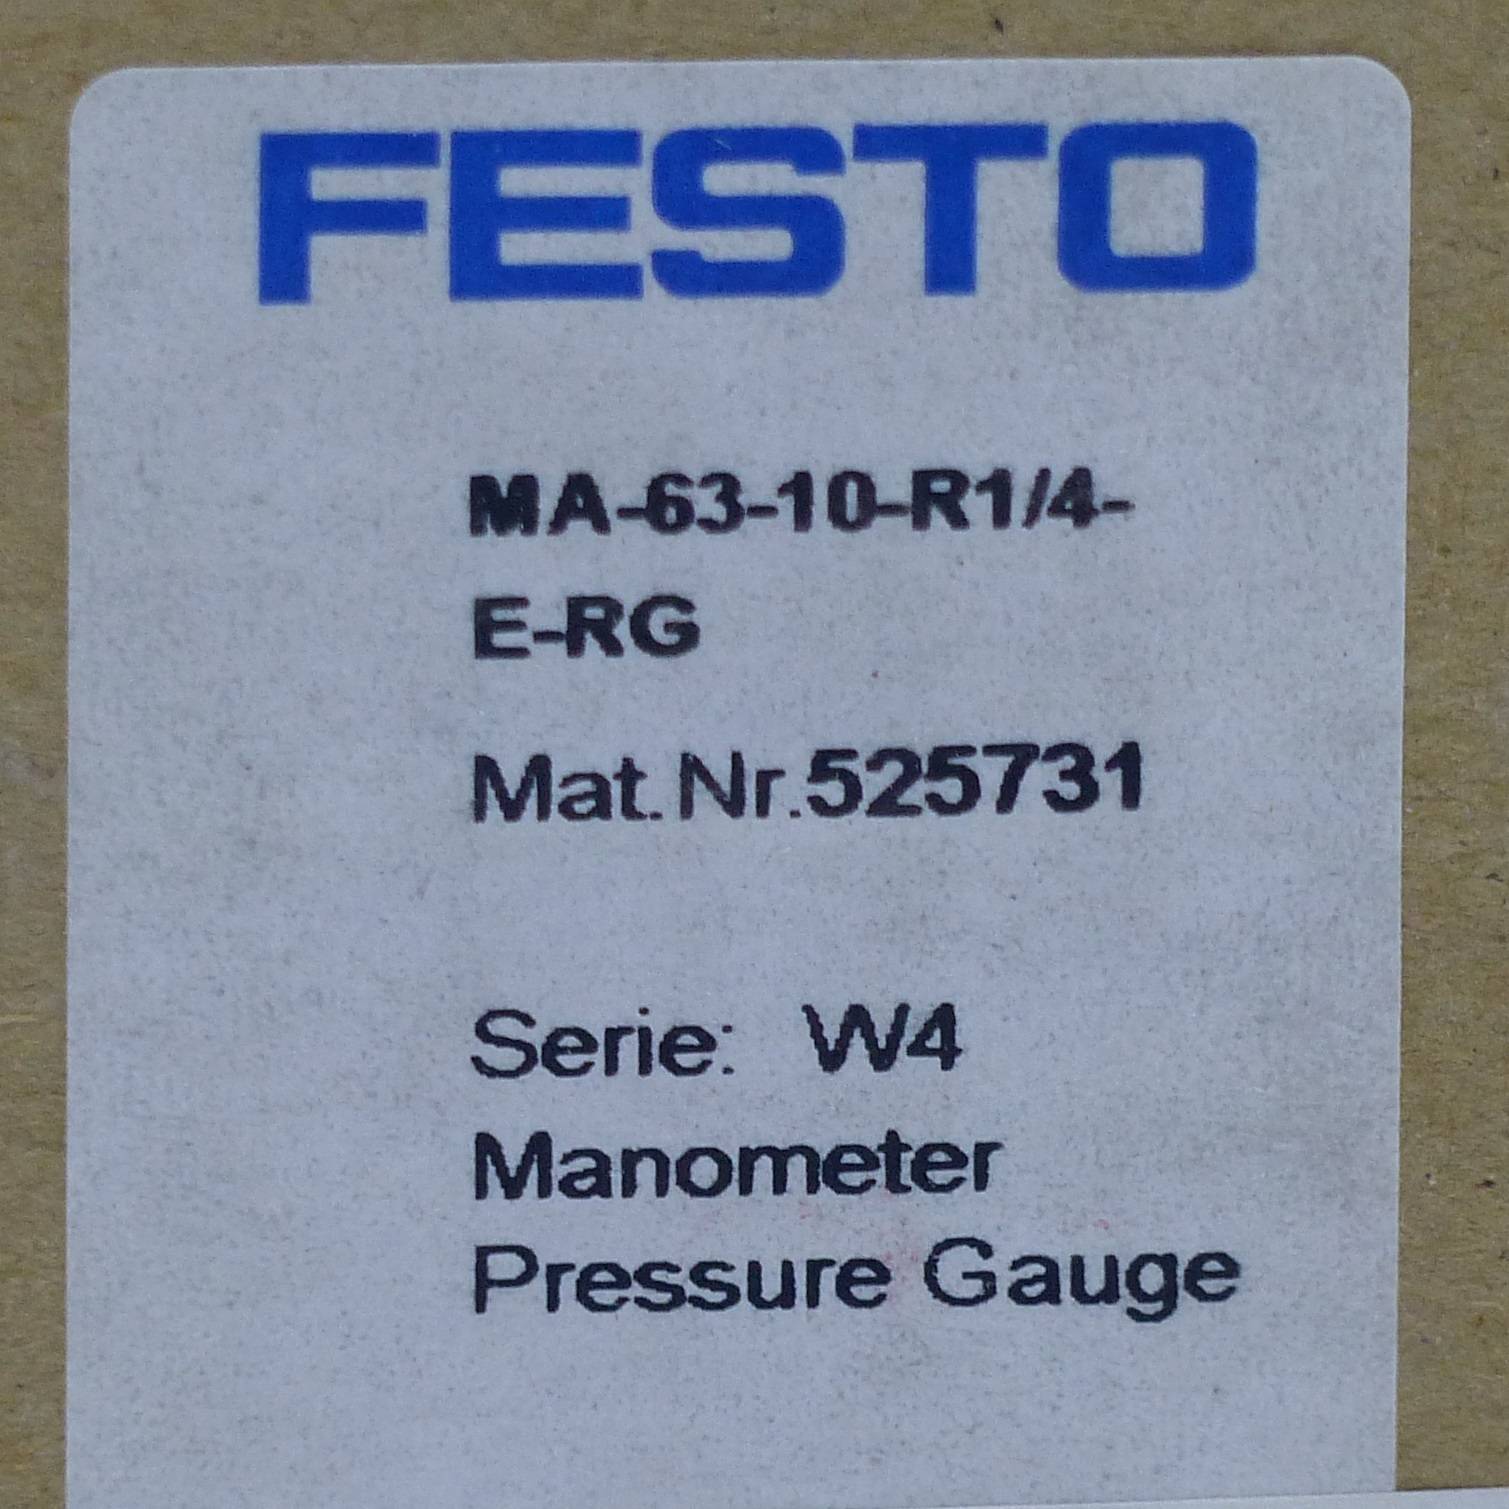 FESTO
MA-63-10-R1/4-
E-RG
Mat.Nr.525731
Serie: W4
Manometer
Pressure Gauge